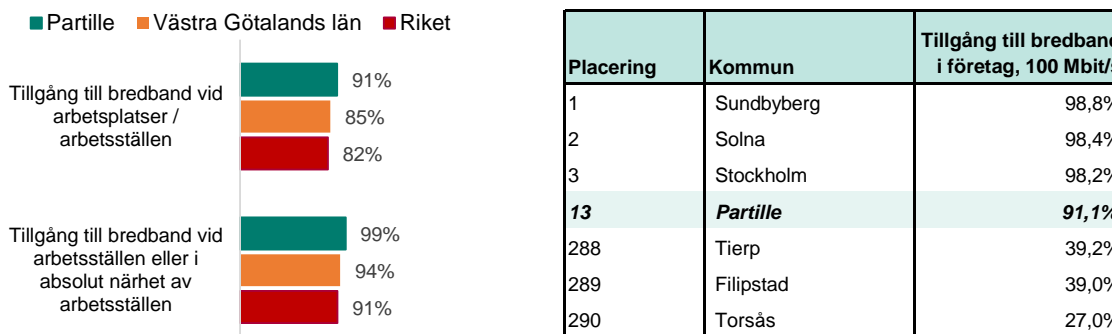 Partille Västra Götalands län Riket
Tillgång till bredband vid
arbetsplatser /
arbetsställen
91%
85%
82%
Tillgång till bredband vid
arbetsställen eller i
absolut närhet av
arbetsställen
99%
94%
91%
Placering Kommun Tillgång till bredband i företag, 100 Mbit/s
1 Sundbyberg 98,8%
2 Solna 98,4%
3 Stockholm 98,2%
13 Partille 91,1%
288 Tierp 39,2%
289 Filipstad 39,0%
290 Torsås 27,0%